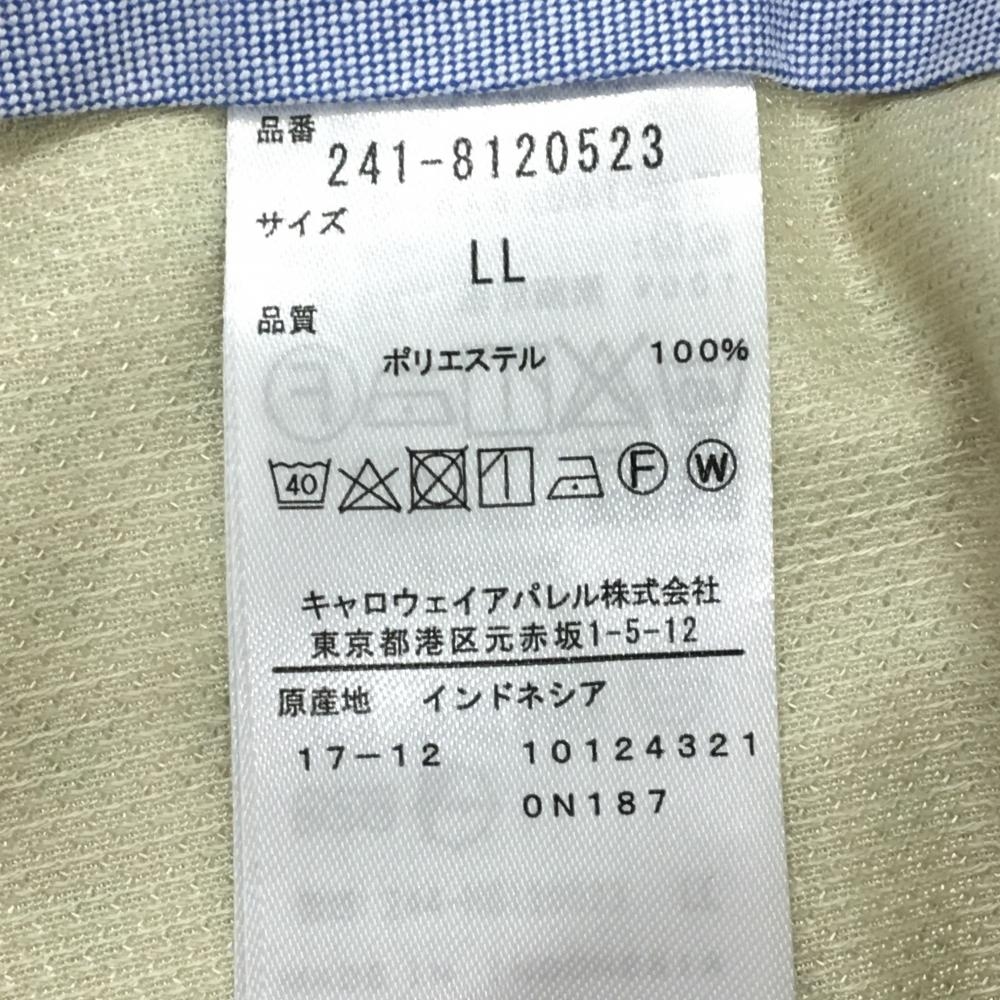 品番
241-8120523
サイズ
LL
品質
ポリエステル 100%
40 F W
キャロウェイアパレル株式会社
東京都港区元赤坂1-5-12
原産地 インドネシア
17-12 10124321
0N187